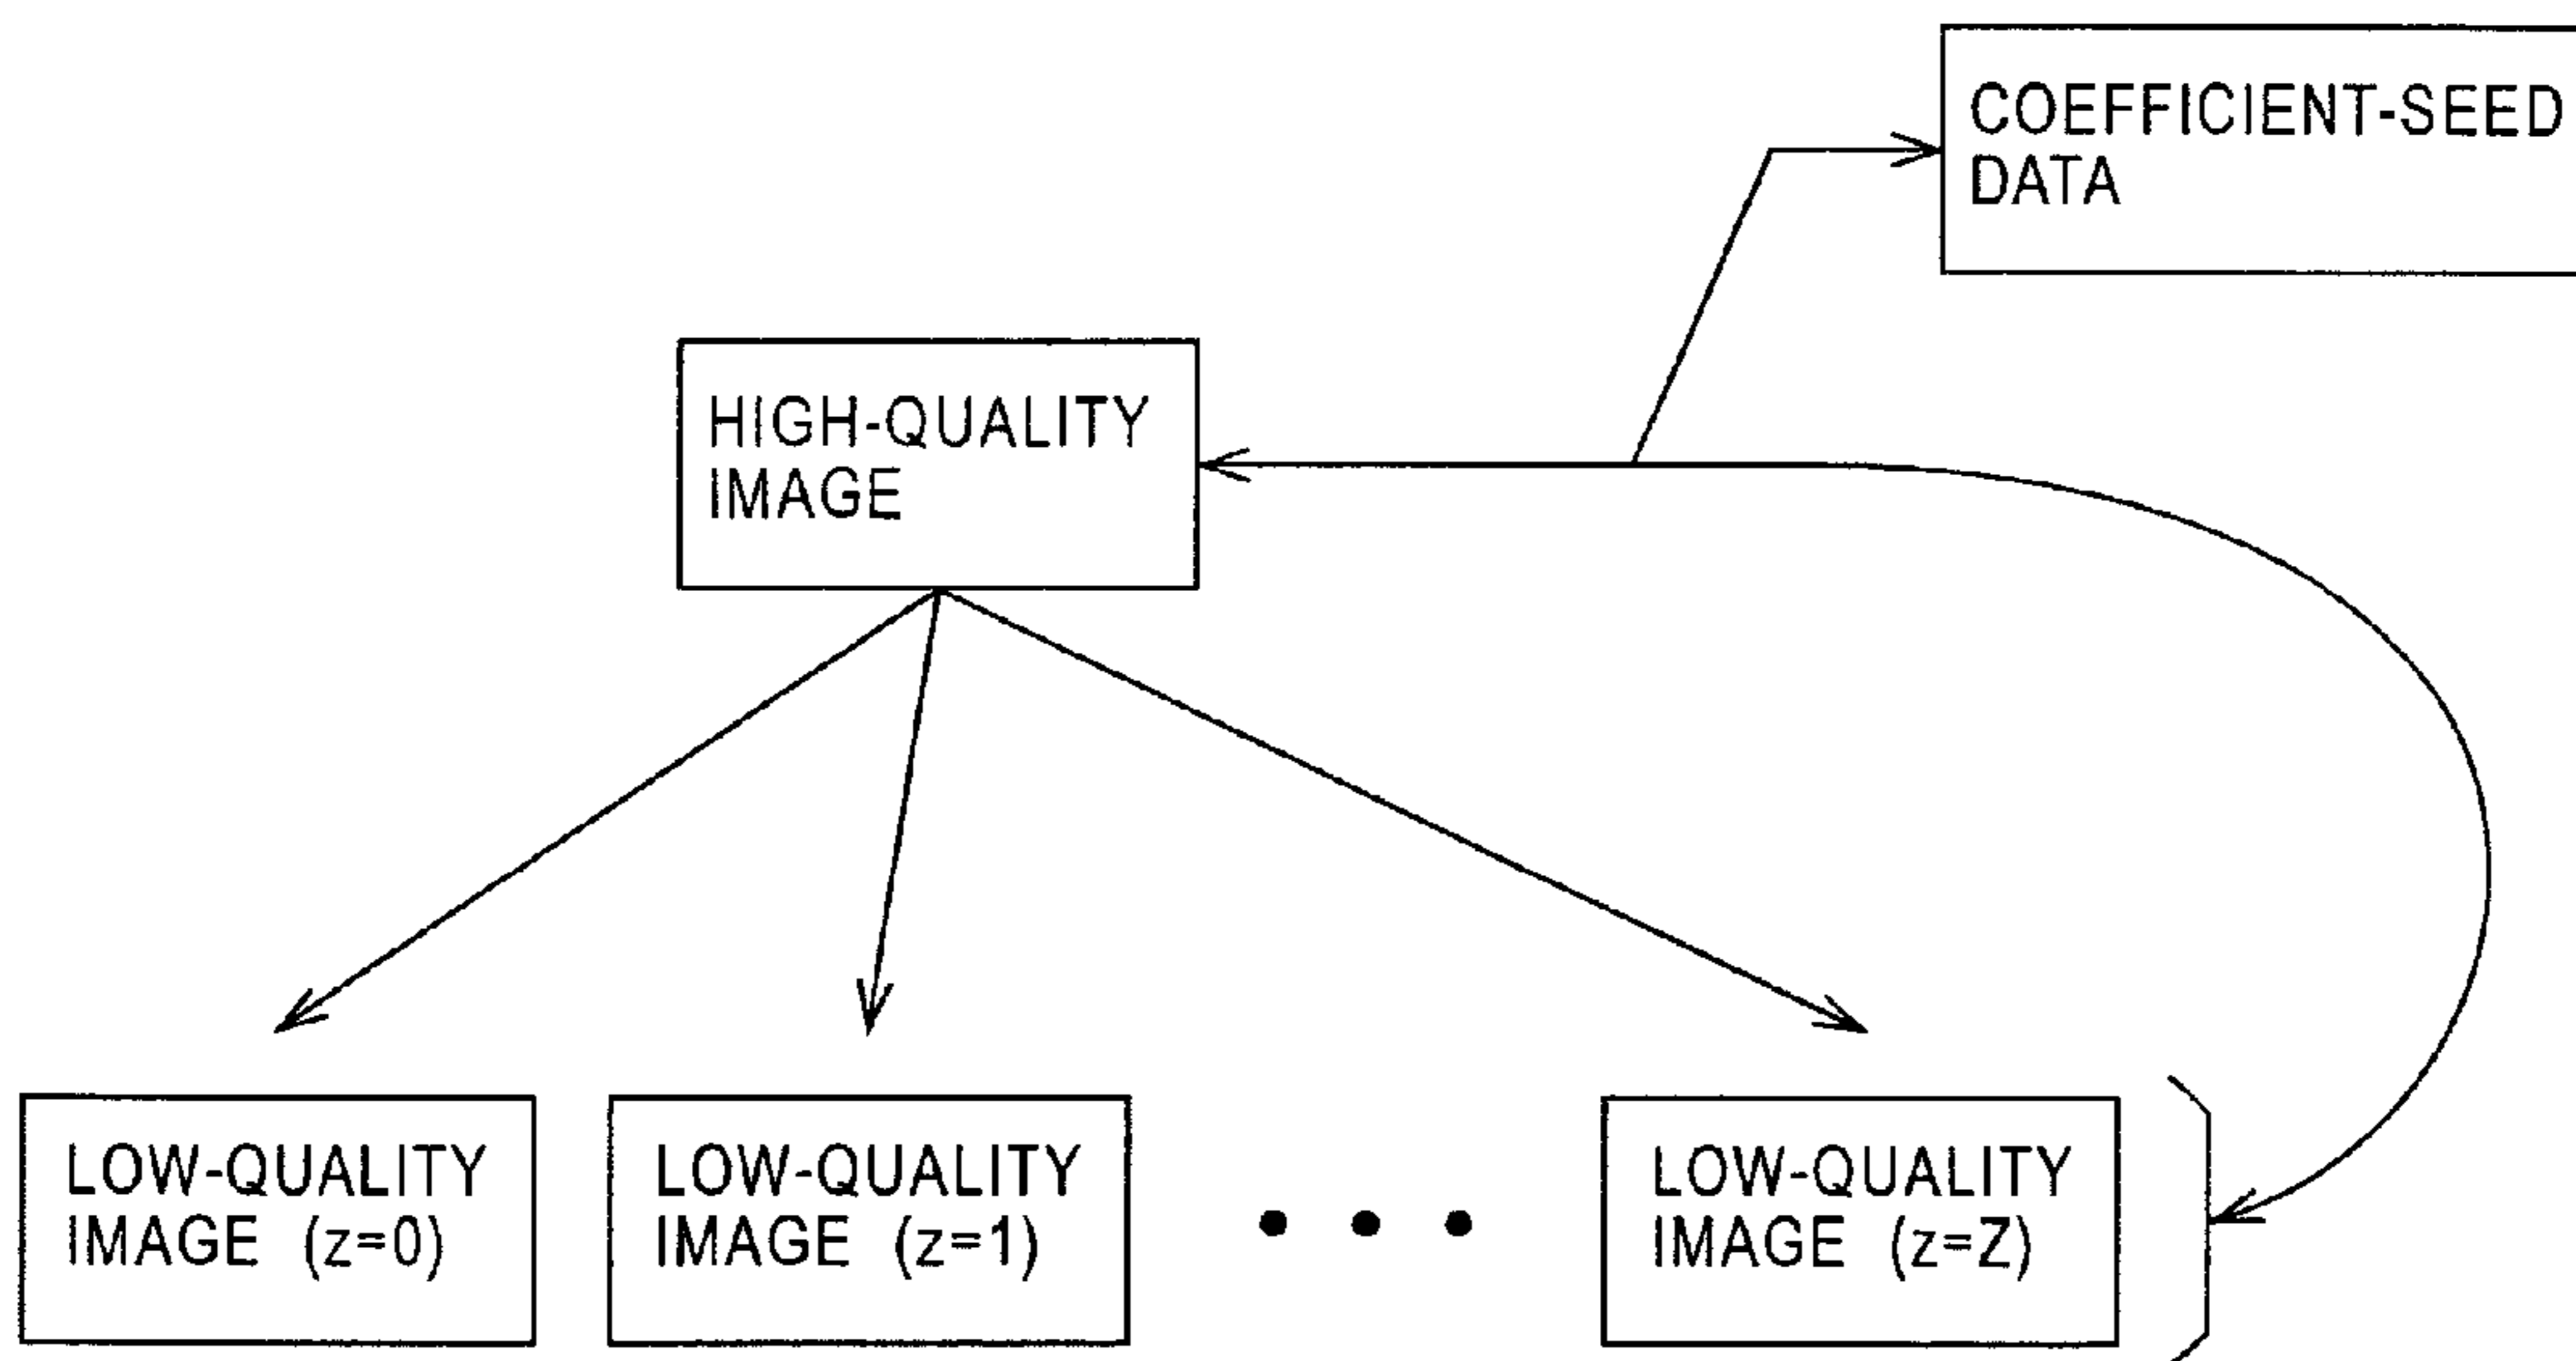 COEFFICIENT-SEED
DATA
HIGH-QUALITY
IMAGE
LOW-QUALITY
IMAGE (z=0)
LOW-QUALITY
IMAGE (z=1)
LOW-QUALITY
IMAGE (z=Z)